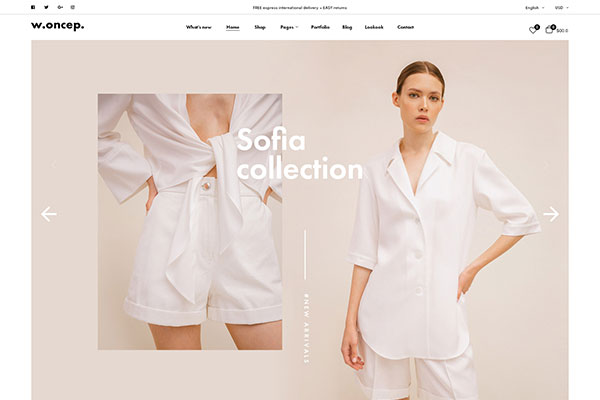 FREE express international delivery + EASY returns
English
USD
w.oncep.
What's new
Home
Shop
Pages
Portfolio
Blog
Lookook
Contact
0
0
$00.0
Sofia
collection
#NEW ARRIVALS